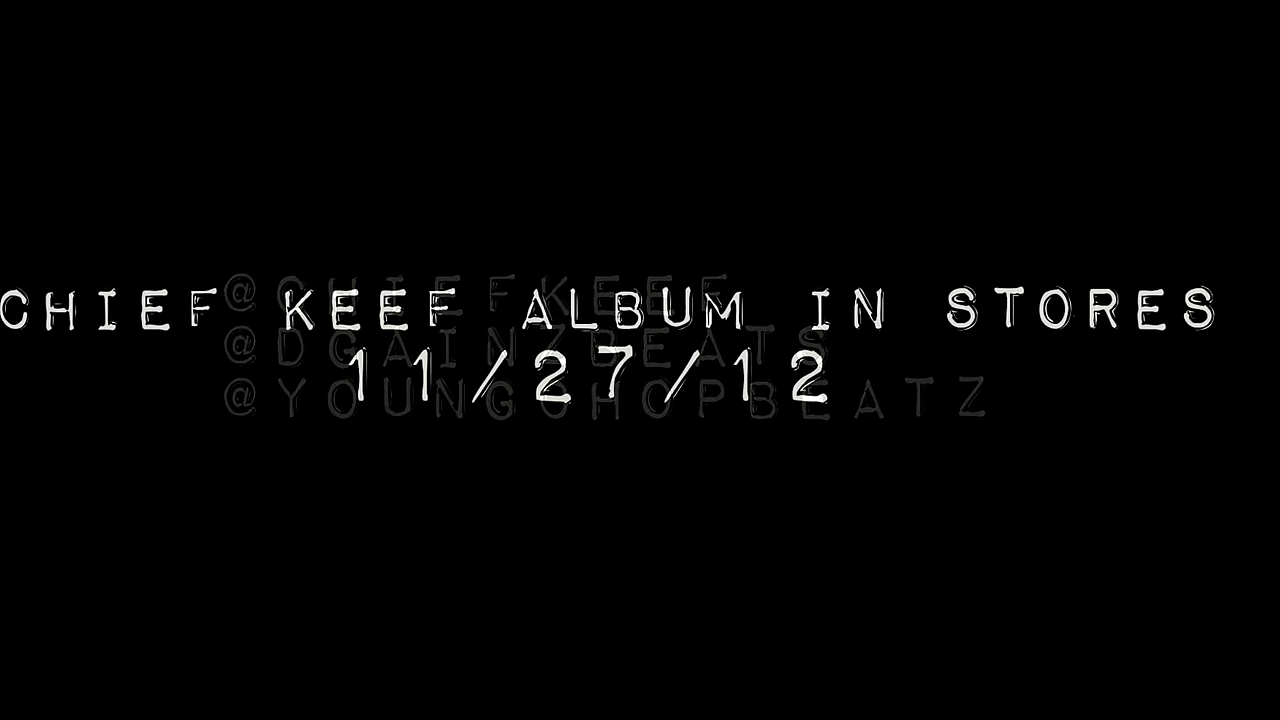 @CHIEFKEEF
CHIEF KEEF ALBUM IN STORES
@DGAINZBEATS
11/27/12
@YOUNGCHOPBEATZ